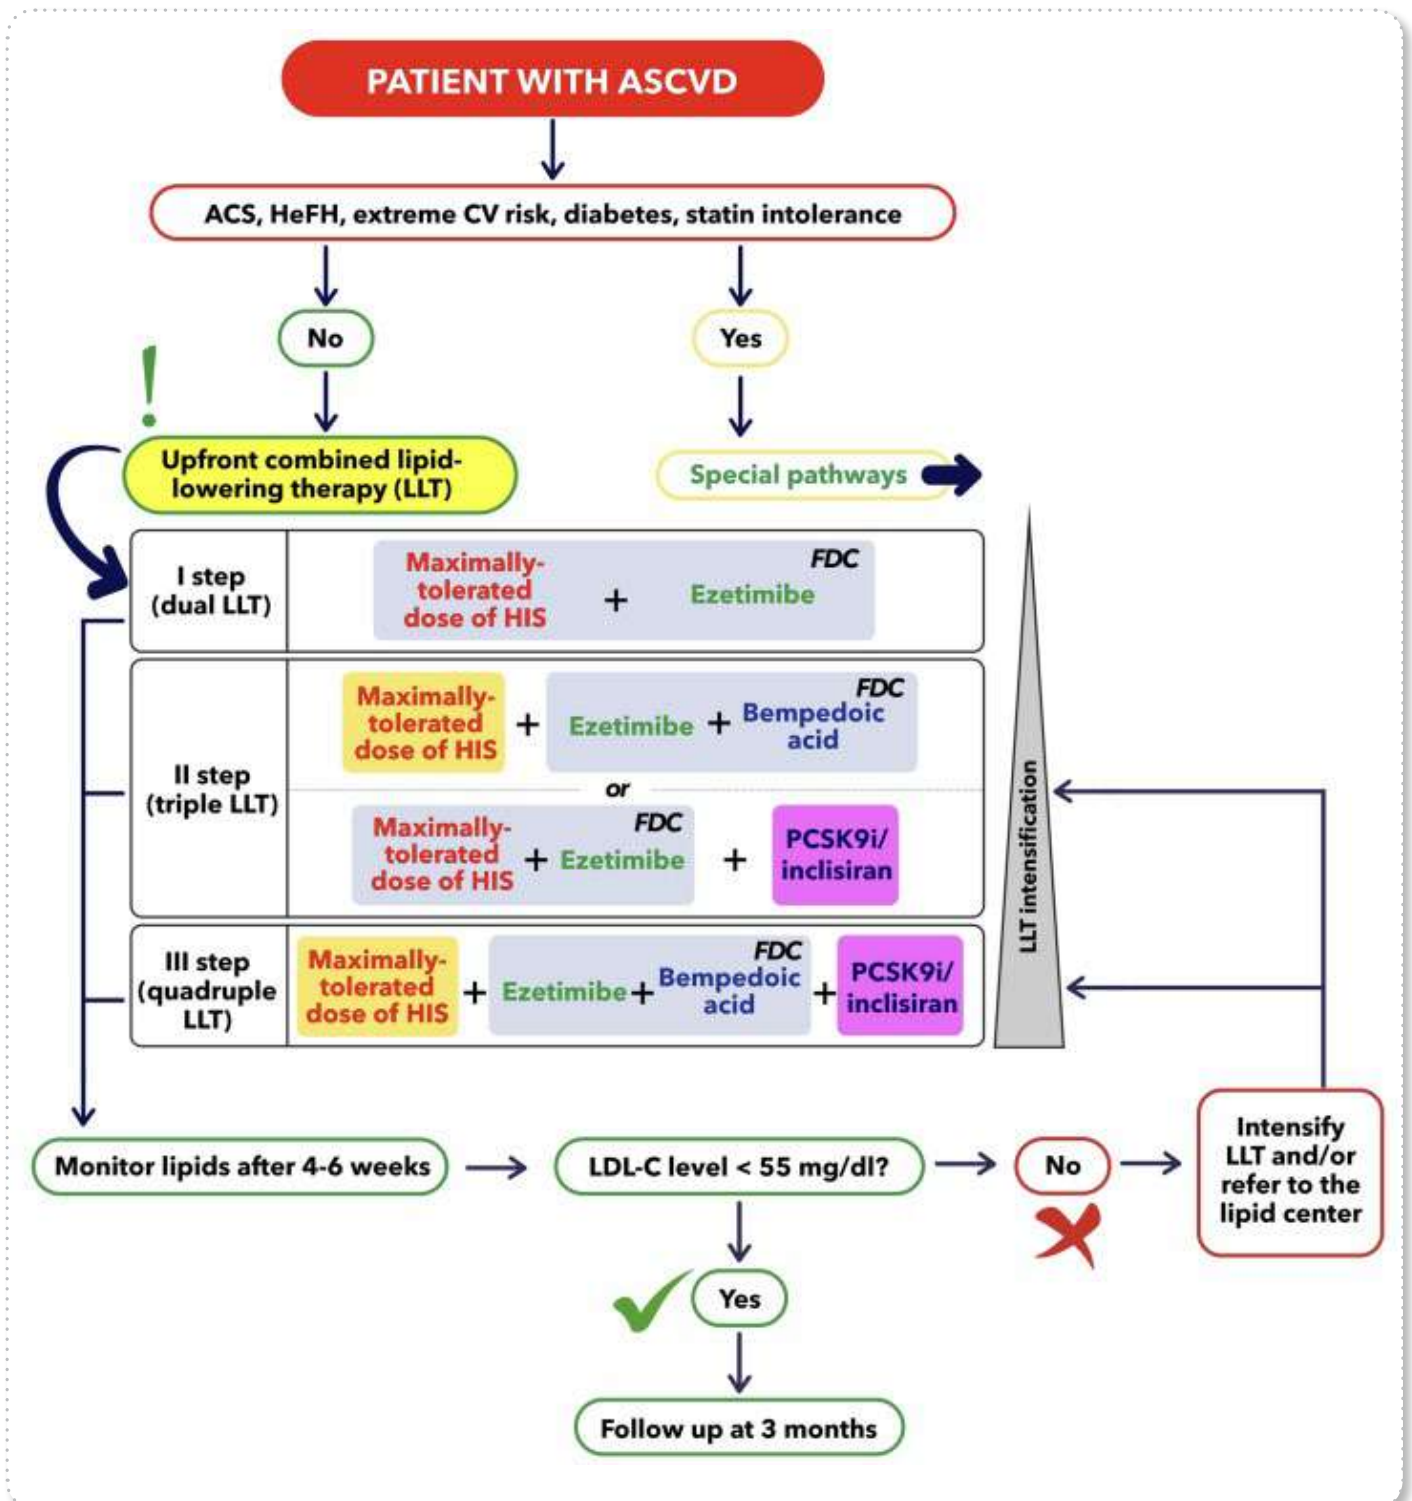 PATIENT WITH ASCVD
ACS, HeFH, extreme CV risk, diabetes, statin intolerance
No
Yes
!
Upfront combined lipid-
lowering therapy (LLT)
Special pathways
I step
(dual LLT)
Maximally-
tolerated
dose of HIS
+
Ezetimibe
FDC
II step
(triple LLT)
Maximally-
tolerated
dose of HIS
+
Ezetimibe
+
Bempedoic
acid
FDC
or
Maximally-
tolerated
dose of HIS
+
Ezetimibe
FDC
+
PCSK9i/
inclisiran
III step
(quadruple
LLT)
Maximally-
tolerated
dose of HIS
+
Ezetimibe
+
Bempedoic
acid
FDC
+
PCSK9i/
inclisiran
LLT intensification
Monitor lipids after 4-6 weeks
LDL-C level < 55 mg/dl?
No
Intensify
LLT and/or
refer to the
lipid center
Yes
Follow up at 3 months